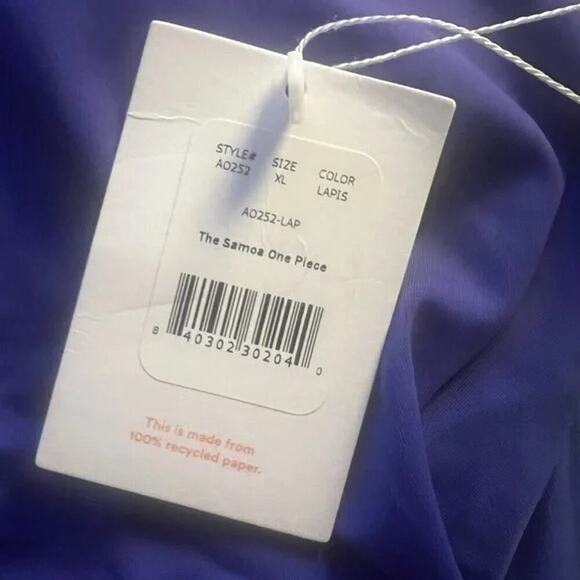 STYLE# SIZE COLOR
AO252 XL LAPIS
AO252-LAP
The Samoa One Piece
8 40302 30204 0
This is made from
100% recycled paper.